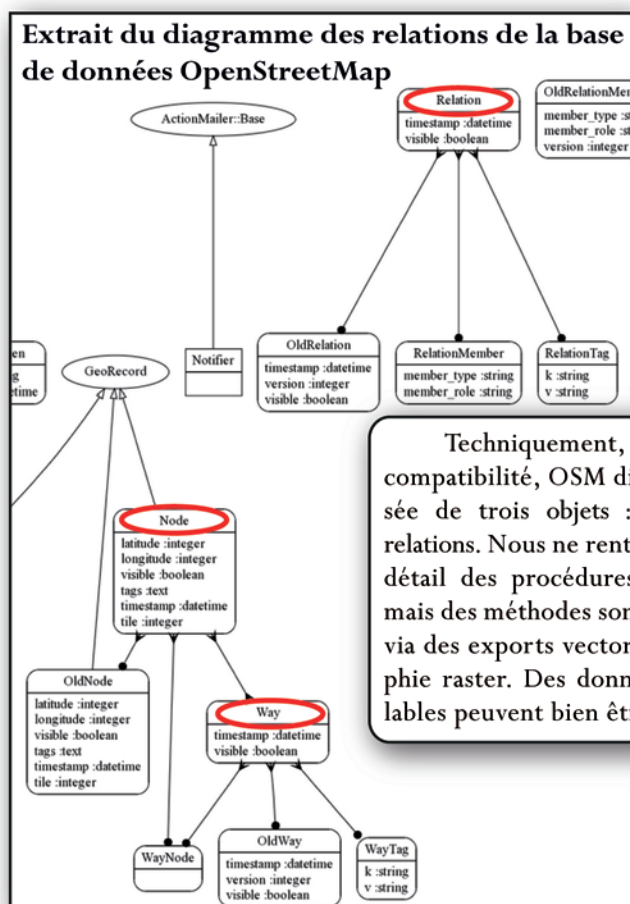 Extrait du diagramme des relations de la base
de données OpenStreetMap
ActionMailer::Base
Relation
timestamp :datetime
visible :boolean
OldRelationMem
member_type :st
member_role :st
version :integer
en
g
etime
GeoRecord
Notifier
OldRelation
timestamp :datetime
version :integer
visible :boolean
RelationMember
member_type :string
member_role :string
RelationTag
k :string
v :string
Techniquement,
compatibilité, OSM di
sée de trois objets :
relations. Nous ne rent
détail des procédures
mais des méthodes son
via des exports vector
phie raster. Des donn
lables peuvent bien êt
Node
latitude :integer
longitude :integer
visible :boolean
tags :text
timestamp :datetime
tile :integer
OldNode
latitude :integer
longitude :integer
visible :boolean
tags :text
timestamp :datetime
tile :integer
Way
timestamp :datetime
visible :boolean
WayNode
OldWay
timestamp :datetime
version :integer
visible :boolean
WayTag
k :string
v :string